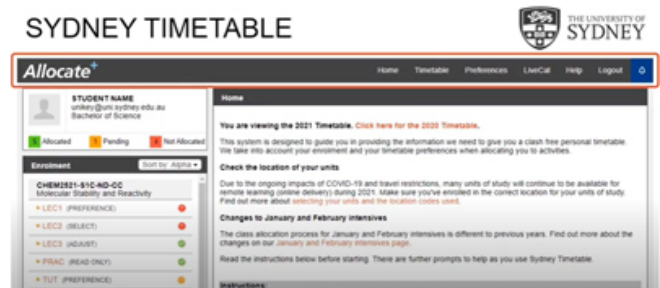 SYDNEY TIMETABLE
THE UNIVERSITY OF
SYDNEY
Allocate+
Home Timetable Preferences LiveCal Help Logout
STUDENT NAME
unikey@uni.sydney.edu.au
Bachelor of Science
5 Allocated
Pending
Not Allocated
Enrolment
Sort by: Alpha
CHEM2521-S1C-ND-CC
Molecular Stability and Reactivity
LEC1 (PREFERENCE)
LEC2 (SELECT)
LEC3 (ADJUST)
PRAC (READ ONLY)
TUT (PREFERENCE)
Home
You are viewing the 2021 Timetable. Click here for the 2020 Timetable.
This system is designed to guide you in providing the information we need to give you a clash free personal timetable.
We take into account your enrolment and your timetable preferences when allocating you to activities.
Check the location of your units
Due to the ongoing impacts of COVID-19 and travel restrictions, many units of study will continue to be available for
remote learning (online delivery) during 2021. Make sure you've enrolled in the correct location for your units of study.
Find out more about selecting your units and the location codes used.
Changes to January and February intensives
The class allocation process for January and February intensives is different to previous years. Find out more about the
changes on our January and February intensives page.
Read the instructions below before starting. There are further prompts to help as you use Sydney Timetable.
Instructions: